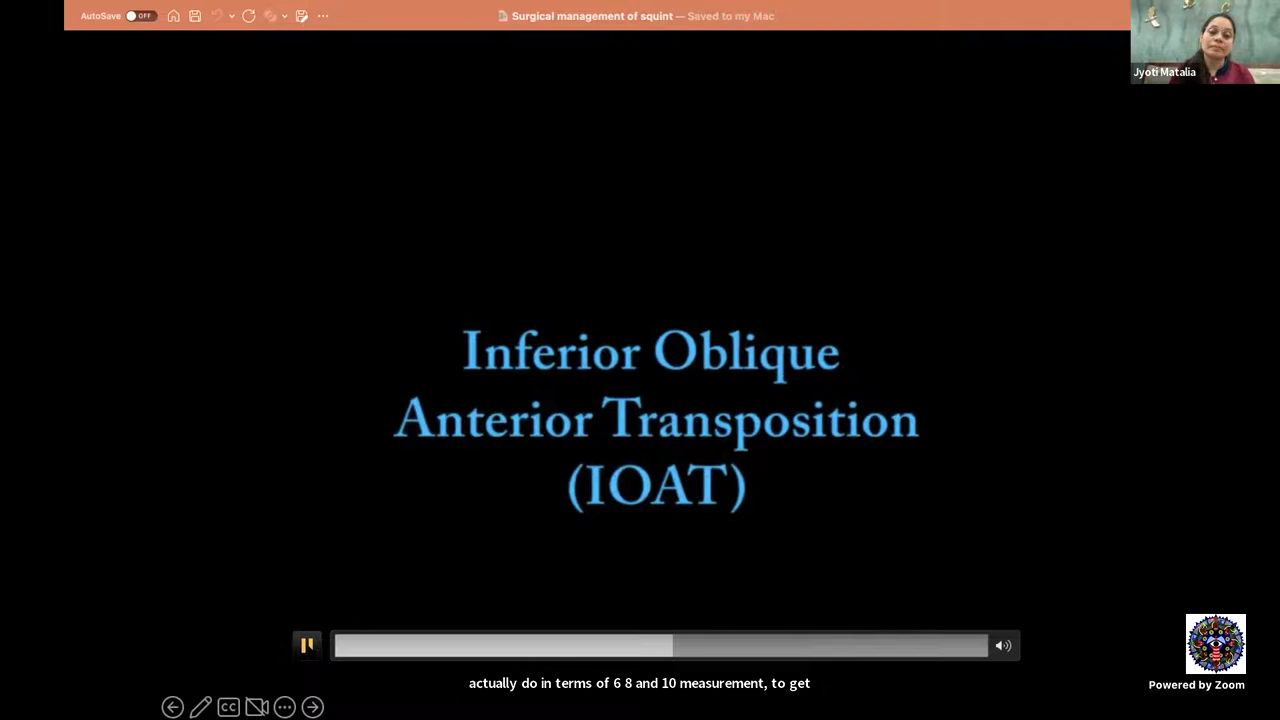 AutoSave OFF
Surgical management of squint — Saved to my Mac
Jyoti Matalia
Inferior Oblique
Anterior Transposition
(IOAT)
actually do in terms of 6 8 and 10 measurement, to get
CC
Powered by Zoom